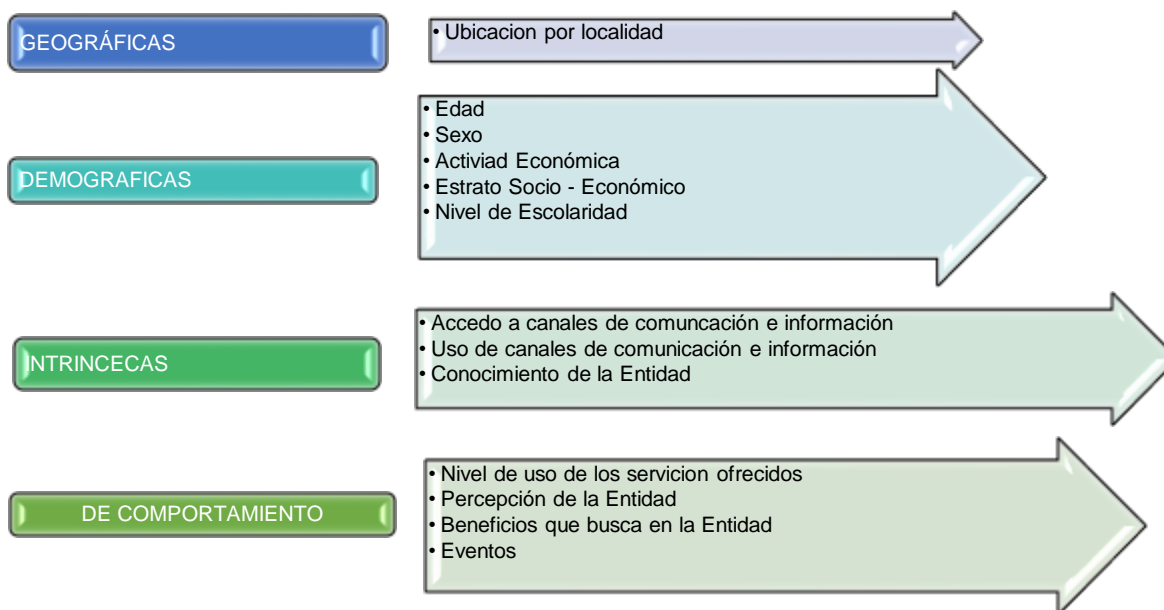 GEOGRÁFICAS
• Ubicacion por localidad
DEMOGRAFICAS
• Edad
• Sexo
• Activiad Económica
• Estrato Socio - Económico
• Nivel de Escolaridad
INTRINCECAS
• Accedo a canales de comuncación e información
• Uso de canales de comunicación e información
• Conocimiento de la Entidad
DE COMPORTAMIENTO
• Nivel de uso de los servicion ofrecidos
• Percepción de la Entidad
• Beneficios que busca en la Entidad
• Eventos